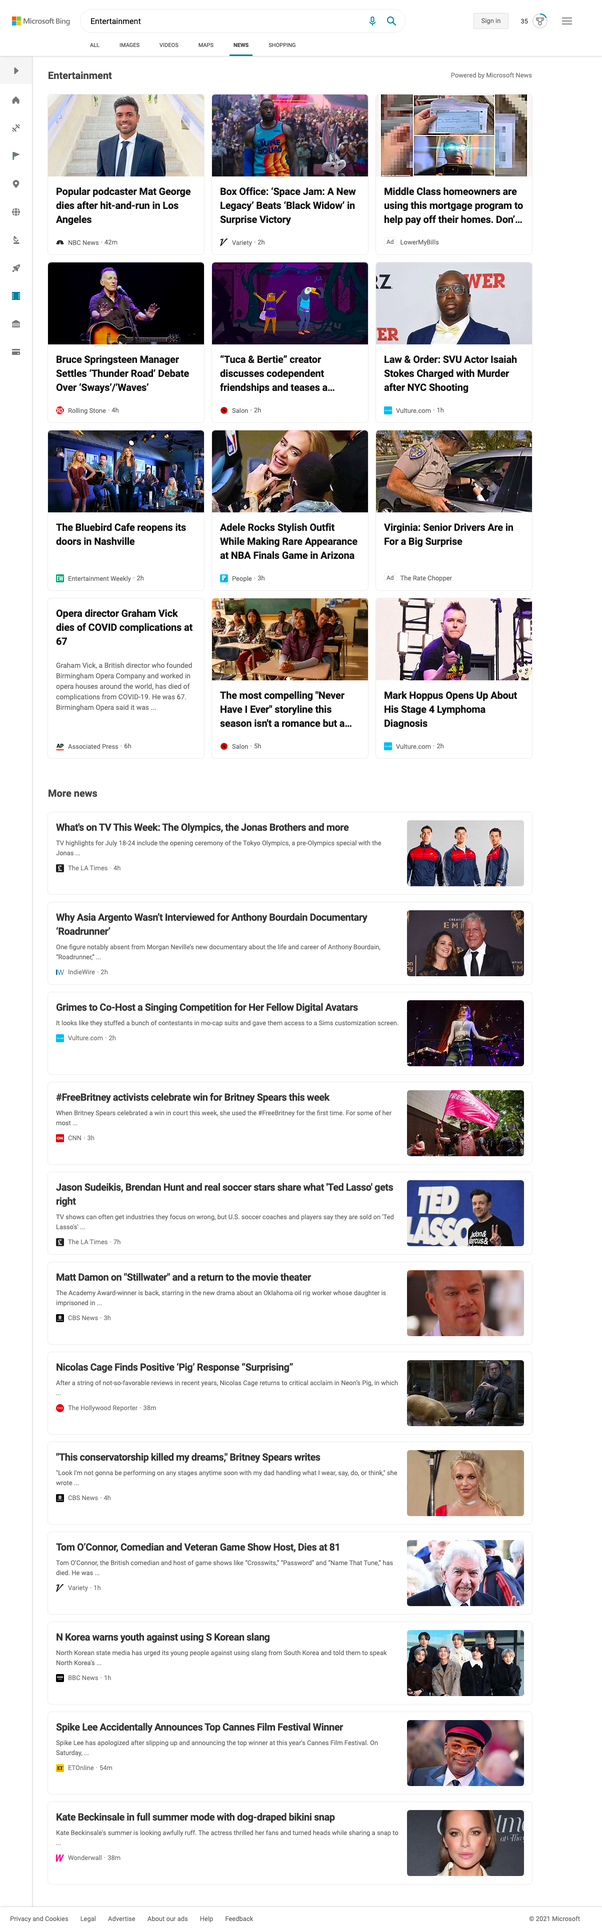 Microsoft Bing
Entertainment
Sign in
35
ALL IMAGES VIDEOS MAPS NEWS SHOPPING
Entertainment
Powered by Microsoft News
Popular podcaster Mat George
dies after hit-and-run in Los
Angeles
NBC News · 42m
Box Office: ‘Space Jam: A New
Legacy’ Beats ‘Black Widow’ in
Surprise Victory
Variety · 2h
Middle Class homeowners are
using this mortgage program to
help pay off their homes. Don’...
Ad LowerMyBills
Bruce Springsteen Manager
Settles ‘Thunder Road’ Debate
Over ‘Sways’/‘Waves’
Rolling Stone · 4h
“Tuca & Bertie” creator
discusses codependent
friendships and teases a...
Salon · 2h
Law & Order: SVU Actor Isaiah
Stokes Charged with Murder
after NYC Shooting
Vulture.com · 1h
The Bluebird Cafe reopens its
doors in Nashville
Entertainment Weekly · 2h
Adele Rocks Stylish Outfit
While Making Rare Appearance
at NBA Finals Game in Arizona
People · 3h
Virginia: Senior Drivers Are in
For a Big Surprise
Ad The Rate Chopper
Opera director Graham Vick
dies of COVID complications at
67
Graham Vick, a British director who founded
Birmingham Opera Company and worked in
opera houses around the world, has died of
complications from COVID-19. He was 67.
Birmingham Opera said it was ...
Associated Press · 6h
The most compelling "Never
Have I Ever" storyline this
season isn't a romance but a...
Salon · 5h
Mark Hoppus Opens Up About
His Stage 4 Lymphoma
Diagnosis
Vulture.com · 2h
More news
What's on TV This Week: The Olympics, the Jonas Brothers and more
TV highlights for July 18-24 include the opening ceremony of the Tokyo Olympics, a pre-Olympics special with the
Jonas ...
The LA Times · 4h
Why Asia Argento Wasn’t Interviewed for Anthony Bourdain Documentary
‘Roadrunner’
One figure notably absent from Morgan Neville's new documentary about the life and career of Anthony Bourdain,
“Roadrunner,” ...
IndieWire · 2h
Grimes to Co-Host a Singing Competition for Her Fellow Digital Avatars
It looks like they stuffed a bunch of contestants in mo-cap suits and gave them access to a Sims customization screen.
Vulture.com · 2h
#FreeBritney activists celebrate win for Britney Spears this week
When Britney Spears celebrated a win in court this week, she used the #FreeBritney for the first time. For some of her
most ...
CNN · 3h
Jason Sudeikis, Brendan Hunt and real soccer stars share what 'Ted Lasso' gets
right
TV shows can often get industries they focus on wrong, but U.S. soccer coaches and players say they are sold on 'Ted
Lasso's' ...
The LA Times · 7h
TED
LASSO
Matt Damon on "Stillwater" and a return to the movie theater
The Academy Award-winner is back, starring in the new drama about an Oklahoma oil rig worker whose daughter is
imprisoned in ...
CBS News · 3h
Nicolas Cage Finds Positive ‘Pig’ Response “Surprising”
After a string of not-so-favorable reviews in recent years, Nicolas Cage returns to critical acclaim in Neon's Pig, in which
...
The Hollywood Reporter · 38m
"This conservatorship killed my dreams," Britney Spears writes
"Look I'm not gonna be performing on any stages anytime soon with my dad handling what I wear, say, do, or think," she
wrote ...
CBS News · 4h
Tom O’Connor, Comedian and Veteran Game Show Host, Dies at 81
Tom O'Connor, the British comedian and host of game shows like “Crosswits,” “Password” and “Name That Tune,” has
died. He was ...
Variety · 1h
N Korea warns youth against using S Korean slang
North Korean state media has urged its young people against using slang from South Korea and told them to speak
North Korea's ...
BBC News · 1h
Spike Lee Accidentally Announces Top Cannes Film Festival Winner
Spike Lee has apologized after slipping up and announcing the top winner at this year's Cannes Film Festival. On
Saturday, ...
ETOnline · 54m
Kate Beckinsale in full summer mode with dog-draped bikini snap
Kate Beckinsale's summer is looking awfully ruff. The actress thrilled her fans and turned heads while sharing a snap to
...
Wonderwall · 38m
Privacy and Cookies Legal Advertise About our ads Help Feedback
© 2021 Microsoft